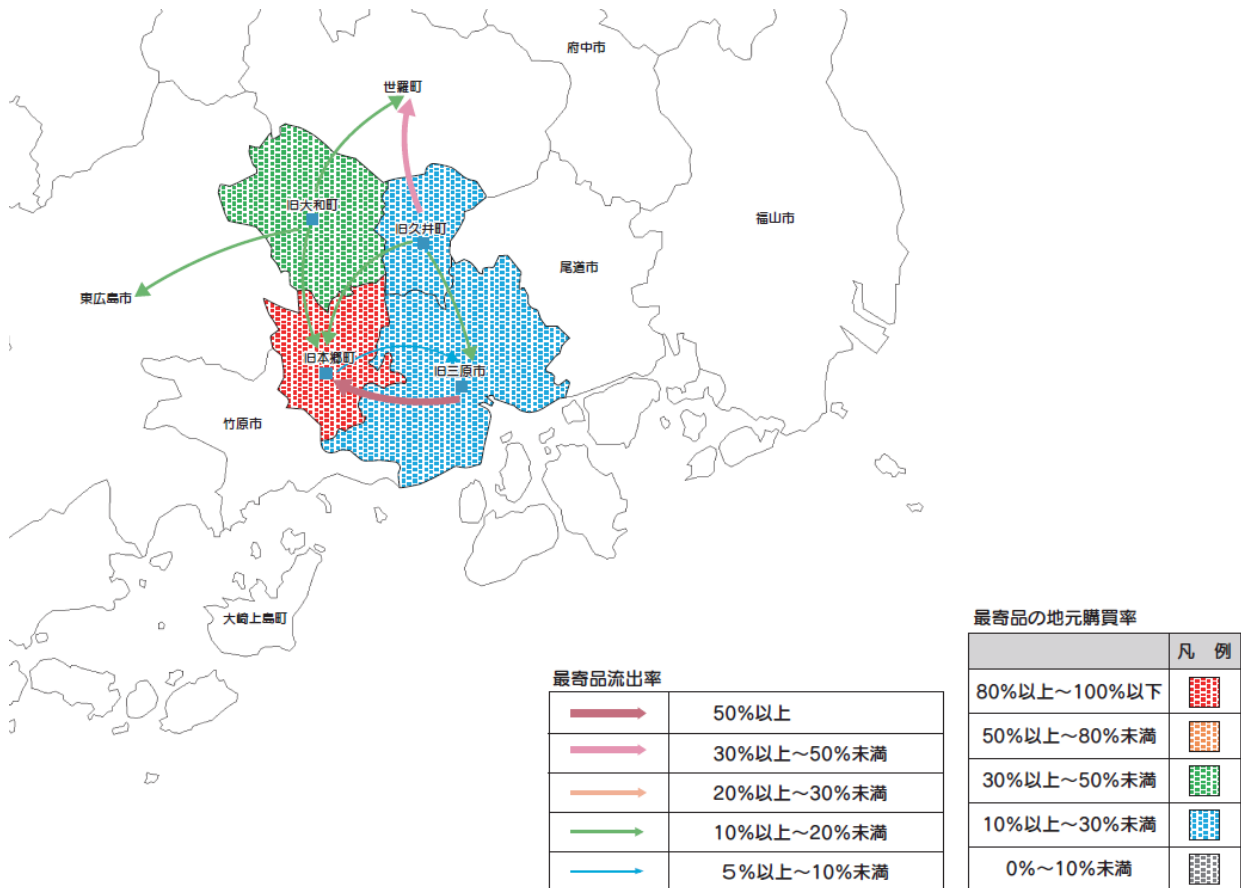 府中市
世羅町
旧大和町
旧久井町
福山市
尾道市
東広島市
旧本郷町
旧三原市
竹原市
大崎上島町
最寄品流出率
50%以上
30%以上～50%未満
20%以上～30%未満
10%以上～20%未満
5%以上～10%未満
最寄品の地元購買率
凡 例
80%以上～100%以下
50%以上～80%未満
30%以上～50%未満
10%以上～30%未満
0%～10%未満